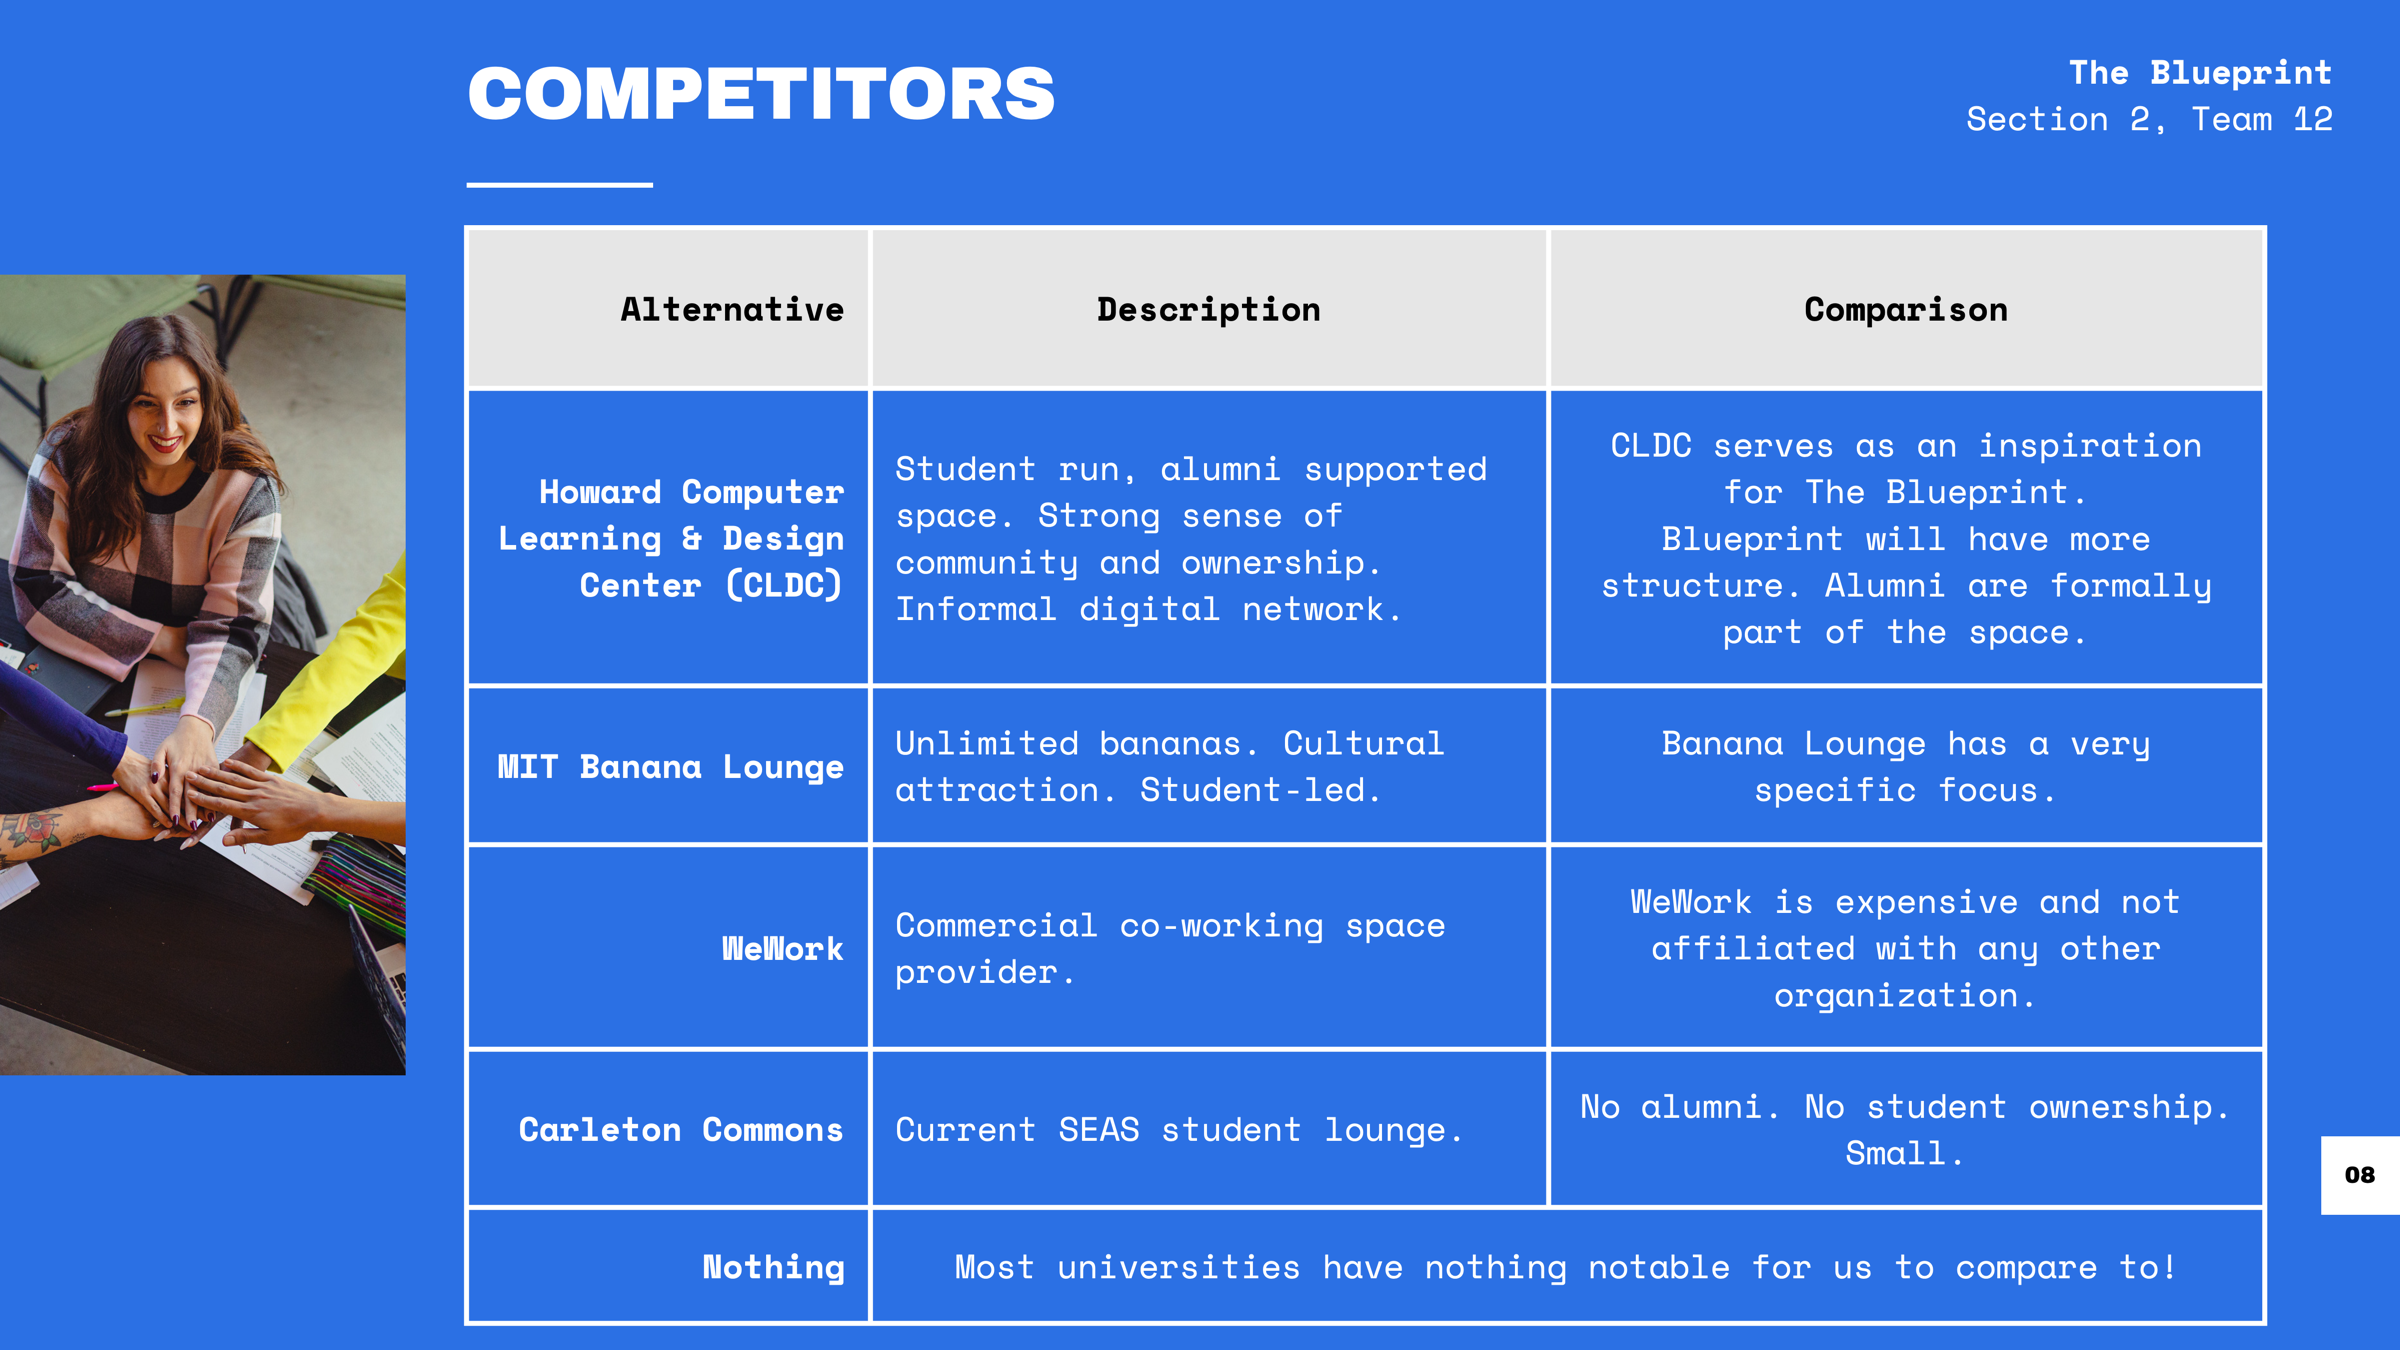 COMPETITORS
The Blueprint
Section 2, Team 12
Alternative
Description
Comparison
Howard Computer
Learning & Design
Center (CLDC)
Student run, alumni supported
space. Strong sense of
community and ownership.
Informal digital network.
CLDC serves as an inspiration
for The Blueprint.
Blueprint will have more
structure. Alumni are formally
part of the space.
MIT Banana Lounge
Unlimited bananas. Cultural
attraction. Student-led.
Banana Lounge has a very
specific focus.
WeWork
Commercial co-working space
provider.
WeWork is expensive and not
affiliated with any other
organization.
Carleton Commons
Current SEAS student lounge.
No alumni. No student ownership.
Small.
Nothing
Most universities have nothing notable for us to compare to!
08